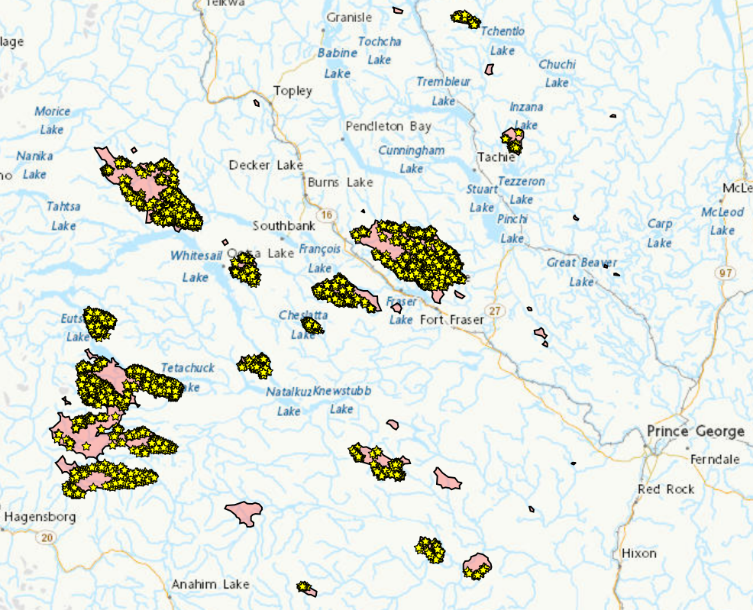 Telkwa
Granisle
Tochcha
Lake
Babine
Lake
Tchentlo
Lake
Chuchi
Lake
Trembleur
Lake
Topley
Inzana
Lake
Morice
Lake
Pendleton Bay
Nanika
Lake
Decker Lake
Cunningham
Lake
Tachie
Burns Lake
Stuart
Lake
Tezzeron
Lake
McLe
Tahtsa
Lake
16
Pinchi
Lake
Carp
Lake
McLeod
Lake
Southbank
François
Lake
Whitesail
Lake
Lake
Great Beaver
Lake
97
Fraser
Lake
27
Fort Fraser
Cheslatta
Lake
Lake
Tetachuck
Natalkuz
Lake
Knewstubb
Lake
Prince George
Ferndale
Red Rock
Hagensborg
20
Hixon
Anahim Lake